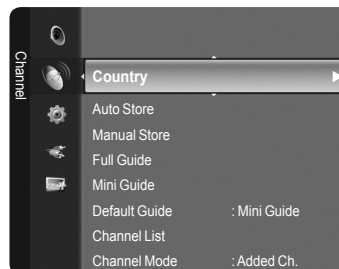 Channel
Country
Auto Store
Manual Store
Full Guide
Mini Guide
Default Guide : Mini Guide
Channel List
Channel Mode : Added Ch.